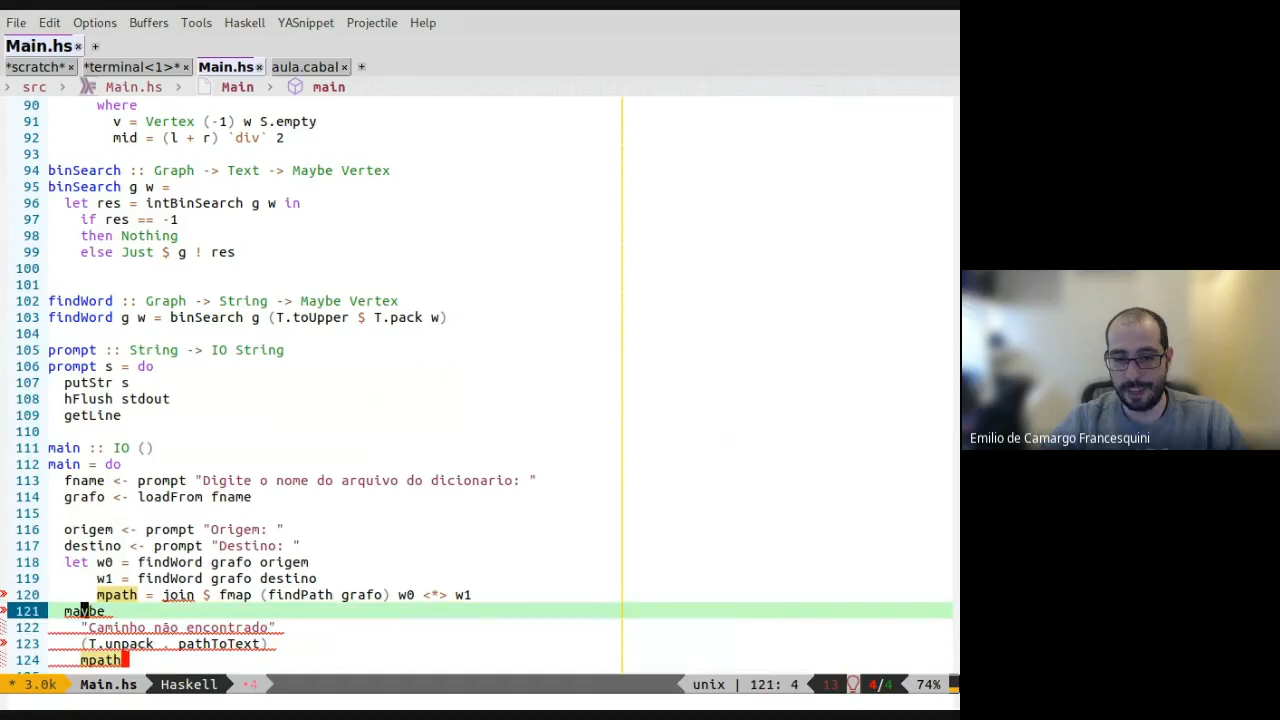 File Edit Options Buffers Tools Haskell YASnippet Projectile Help
Main.hs × +
*scratch* × *terminal<1>* × Main.hs × aula.cabal × +
> src > Main.hs > Main > main
90 where
91 v = Vertex (-1) w S.empty
92 mid = (l + r) `div` 2
93
94 binSearch :: Graph -> Text -> Maybe Vertex
95 binSearch g w =
96 let res = intBinSearch g w in
97 if res == -1
98 then Nothing
99 else Just $ g ! res
100
101
102 findWord :: Graph -> String -> Maybe Vertex
103 findWord g w = binSearch g (T.toUpper $ T.pack w)
104
105 prompt :: String -> IO String
106 prompt s = do
107 putStr s
108 hFlush stdout
109 getLine
110
111 main :: IO ()
112 main = do
113 fname <- prompt "Digite o nome do arquivo do dicionario: "
114 grafo <- loadFrom fname
115
116 origem <- prompt "Origem: "
117 destino <- prompt "Destino: "
118 let w0 = findWord grafo origem
119 w1 = findWord grafo destino
120 mpath = join $ fmap (findPath grafo) w0 <*> w1
121 maybe
122 "Caminho não encontrado"
123 (T.unpack . pathToText)
124 mpath
* 3.0k Main.hs Haskell •4 unix | 121: 4 13 4/4 74%
Emilio de Camargo Francesquini